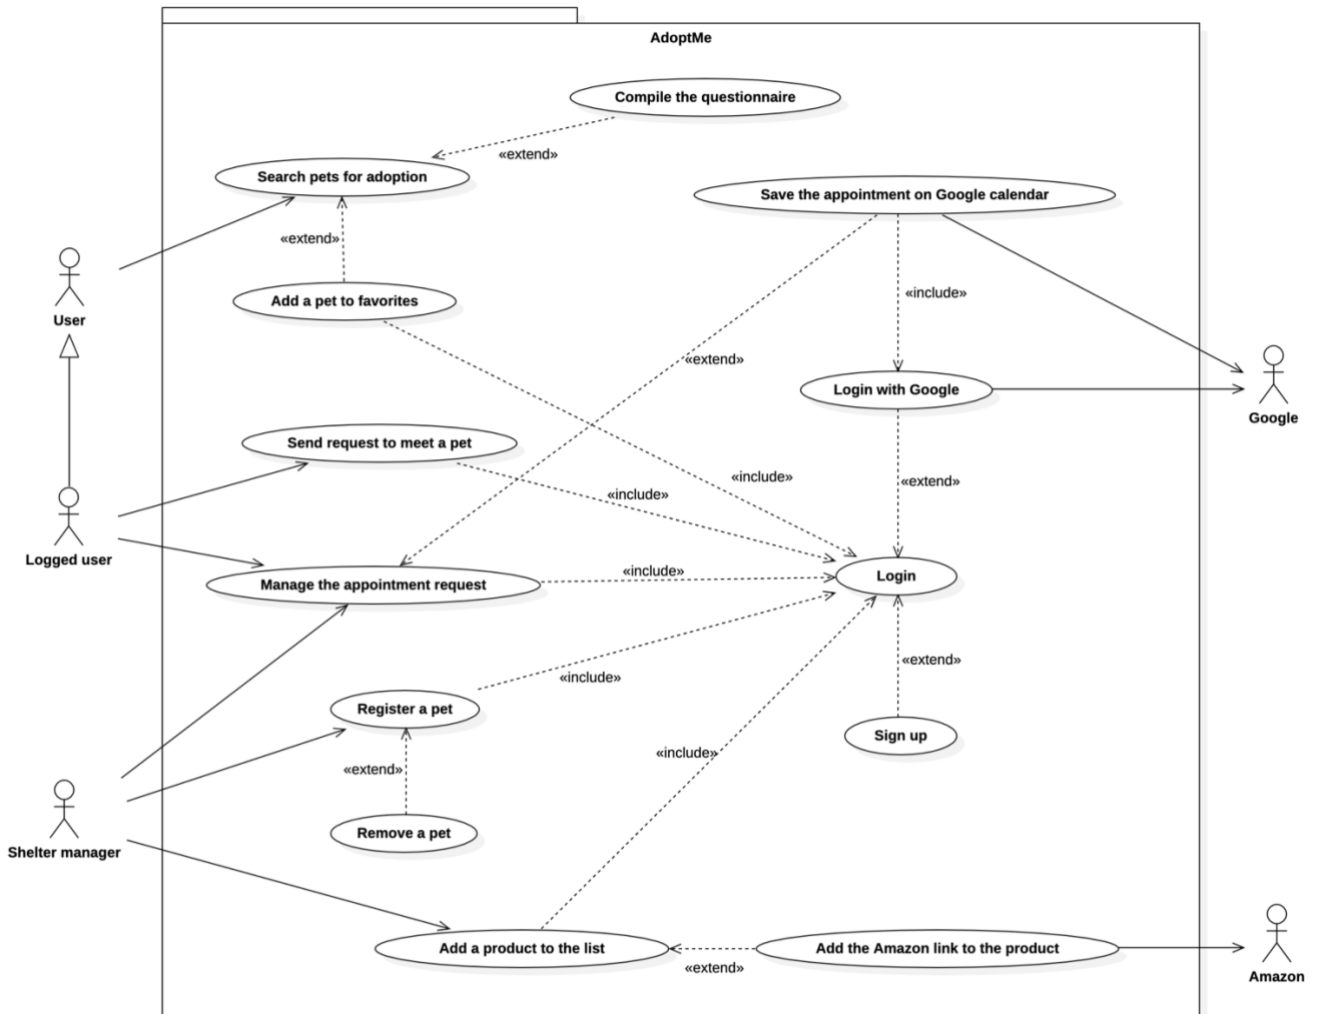 AdoptMe
Compile the questionnaire
«extend»
Search pets for adoption
Save the appointment on Google calendar
«extend»
User
Add a pet to favorites
«include»
«extend»
Login with Google
Google
Send request to meet a pet
«include»
«extend»
«include»
Logged user
Manage the appointment request
«include»
Login
«extend»
«include»
Register a pet
Sign up
«include»
«extend»
Remove a pet
Shelter manager
Add a product to the list
Add the Amazon link to the product
«extend»
Amazon